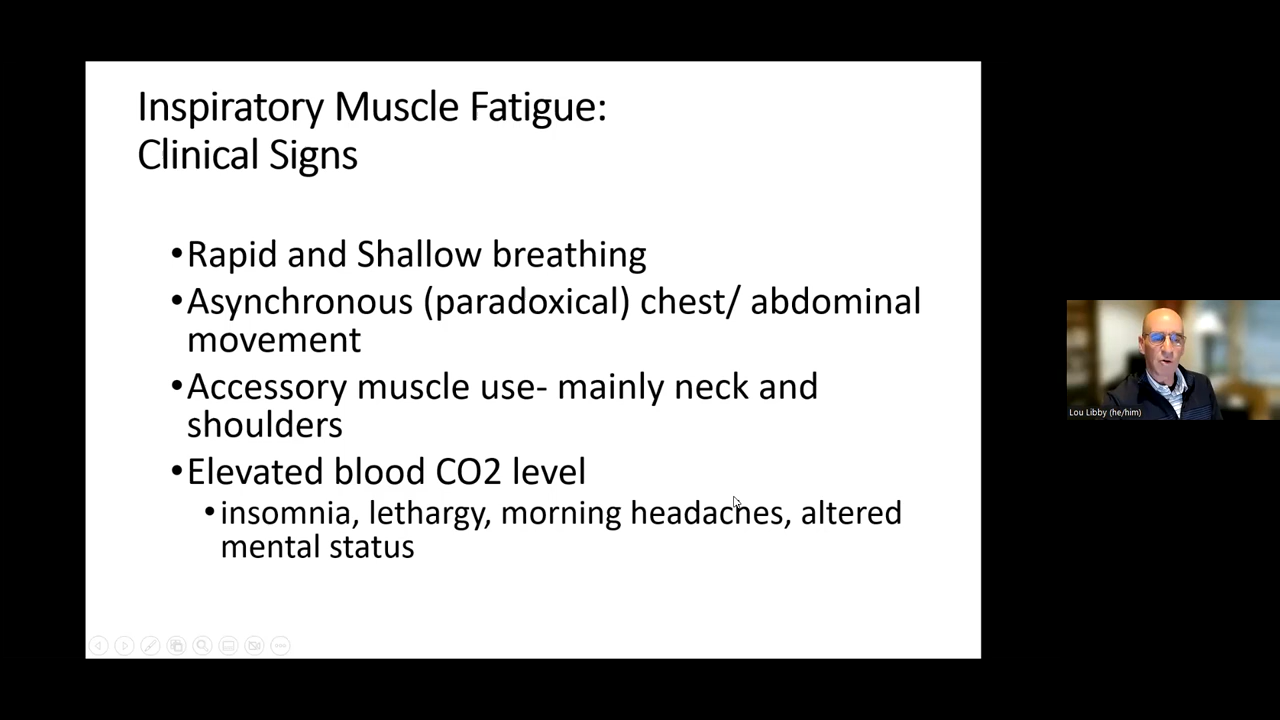 Inspiratory Muscle Fatigue:
Clinical Signs
•Rapid and Shallow breathing
•Asynchronous (paradoxical) chest/ abdominal
movement
•Accessory muscle use- mainly neck and
shoulders
•Elevated blood CO2 level
•insomnia, lethargy, morning headaches, altered
mental status
Lou Libby (he/him)